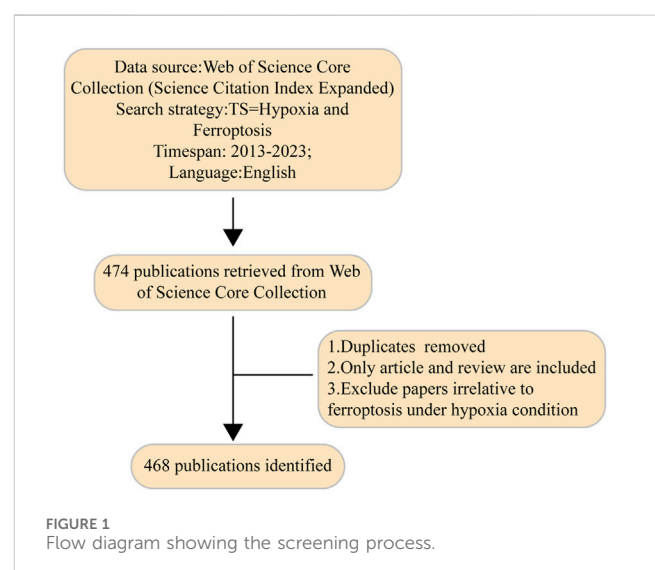 Data source:Web of Science Core
Collection (Science Citation Index Expanded)
Search strategy:TS=Hypoxia and
Ferroptosis
Timespan: 2013-2023;
Language:English
474 publications retrieved from Web
of Science Core Collection
1.Duplicates removed
2.Only article and review are included
3.Exclude papers irrelative to
ferroptosis under hypoxia condition
468 publications identified
FIGURE 1
Flow diagram showing the screening process.